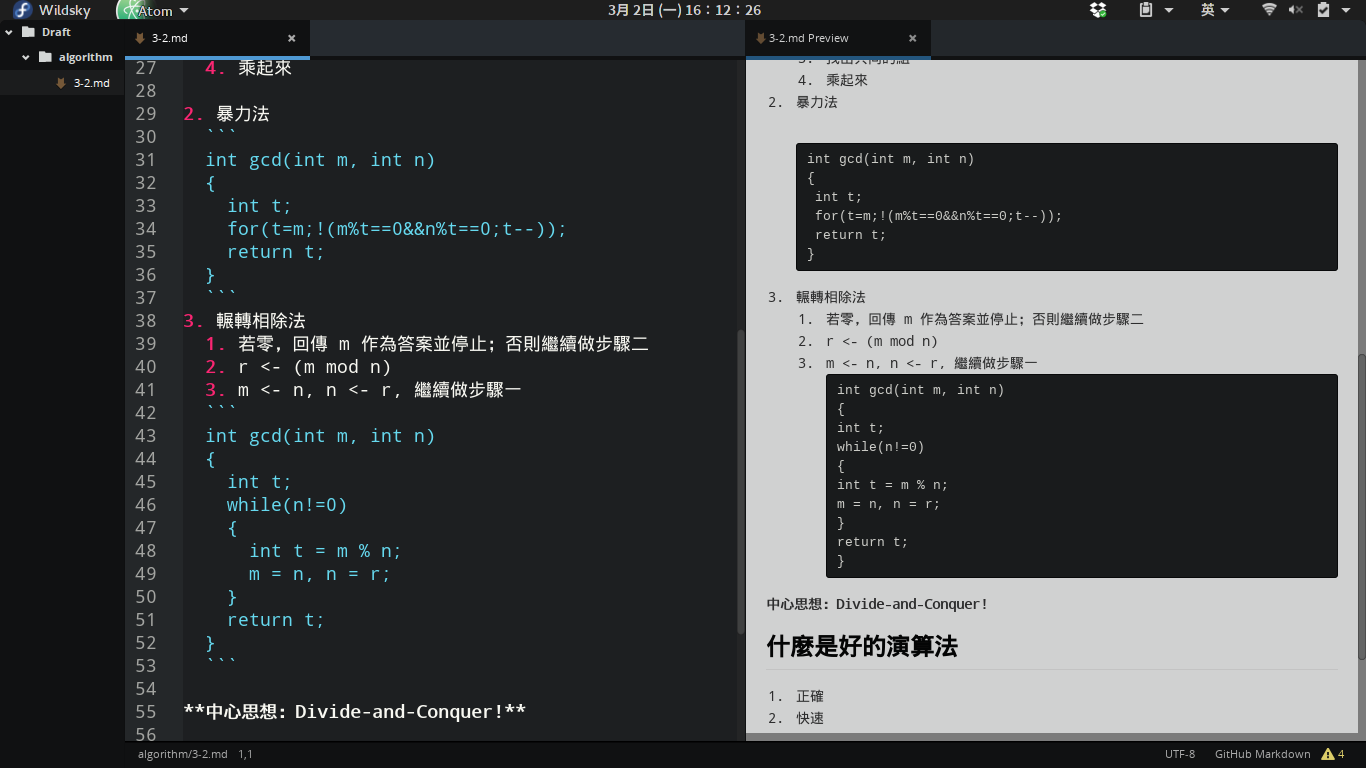 Wildsky
Atom
3月 2日 (一) 16：12：26
英
Draft
algorithm
3-2.md
3-2.md
27 4. 乘起來
28
29 2. 暴力法
30 ```
31 int gcd(int m, int n)
32 {
33 int t;
34 for(t=m;!(m%t==0&&n%t==0;t--));
35 return t;
36 }
37 ```
38 3. 輾轉相除法
39 1. 若零，回傳 m 作為答案並停止；否則繼續做步驟二
40 2. r <- (m mod n)
41 3. m <- n, n <- r, 繼續做步驟一
42 ```
43 int gcd(int m, int n)
44 {
45 int t;
46 while(n!=0)
47 {
48 int t = m % n;
49 m = n, n = r;
50 }
51 return t;
52 }
53 ```
54
55 **中心思想：Divide-and-Conquer!**
56
3-2.md Preview
3. 找出共同的組
4. 乘起來
2. 暴力法
int gcd(int m, int n)
{
int t;
for(t=m;!(m%t==0&&n%t==0;t--));
return t;
}
3. 輾轉相除法
1. 若零，回傳 m 作為答案並停止；否則繼續做步驟二
2. r <- (m mod n)
3. m <- n, n <- r, 繼續做步驟一
int gcd(int m, int n)
{
int t;
while(n!=0)
{
int t = m % n;
m = n, n = r;
}
return t;
}
中心思想：Divide-and-Conquer!
什麼是好的演算法
1. 正確
2. 快速
algorithm/3-2.md 1,1
UTF-8 GitHub Markdown 4